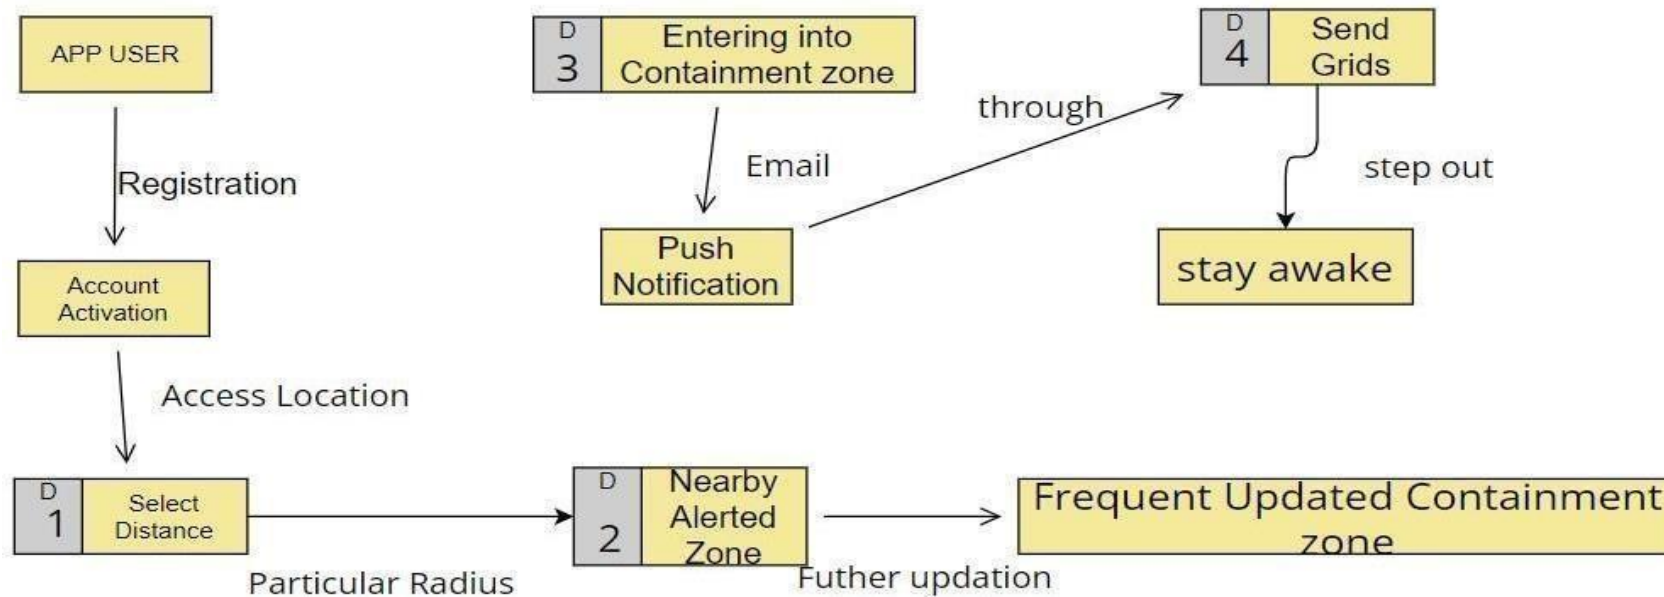 APP USER
D
3
Entering into
Containment zone
D
4
Send
Grids
through
Email
step out
Registration
Push
Notification
stay awake
Account
Activation
Access Location
D
1
Select
Distance
D
2
Nearby
Alerted
Zone
Frequent Updated Containment
zone
Particular Radius
Futher updation